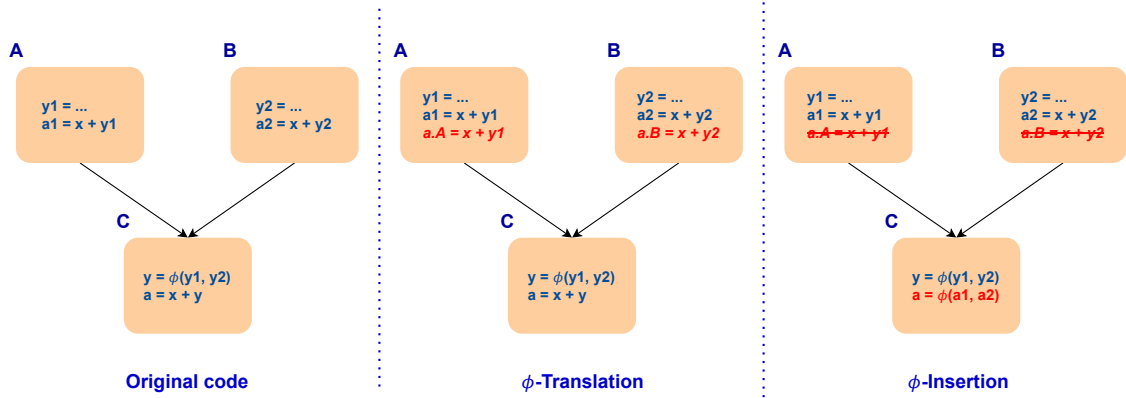 A
y1 = ...
a1 = x + y1
B
y2 = ...
a2 = x + y2
C
y = ϕ(y1, y2)
a = x + y
Original code
A
y1 = ...
a1 = x + y1
a.A = x + y1
B
y2 = ...
a2 = x + y2
a.B = x + y2
C
y = ϕ(y1, y2)
a = x + y
ϕ-Translation
A
y1 = ...
a1 = x + y1
a.A = x + y1
B
y2 = ...
a2 = x + y2
a.B = x + y2
C
y = ϕ(y1, y2)
a = ϕ(a1, a2)
ϕ-Insertion